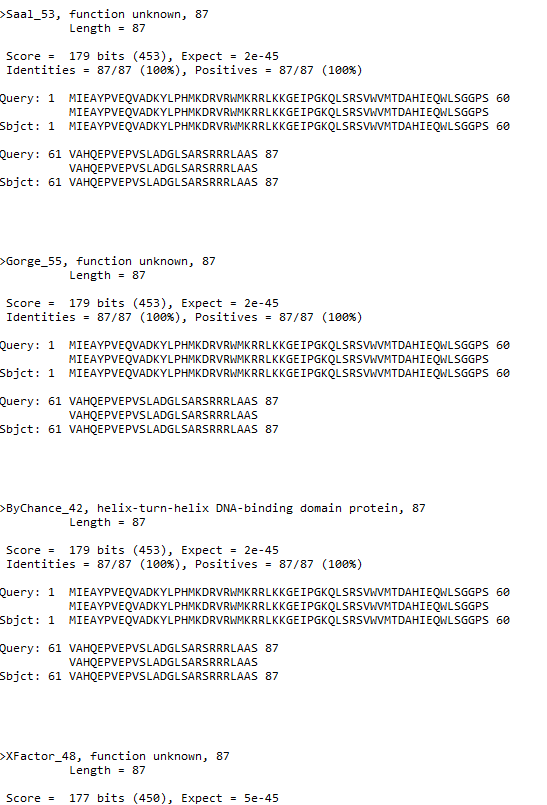 >Saal_53, function unknown, 87
Length = 87
Score =  179 bits (453), Expect = 2e-45
Identities = 87/87 (100%), Positives = 87/87 (100%)
Query: 1  MIEAYPVEQVADKYLPHMKDRVRWMKRRLKKGEIPGKQLSRSVWVMTDAHIEQWLSGGPS 60
MIEAYPVEQVADKYLPHMKDRVRWMKRRLKKGEIPGKQLSRSVWVMTDAHIEQWLSGGPS
Sbjct: 1  MIEAYPVEQVADKYLPHMKDRVRWMKRRLKKGEIPGKQLSRSVWVMTDAHIEQWLSGGPS 60
Query: 61 VAHQEPVEPVSLADGLSARSRRRLAAS 87
VAHQEPVEPVSLADGLSARSRRRLAAS
Sbjct: 61 VAHQEPVEPVSLADGLSARSRRRLAAS 87
>Gorge_55, function unknown, 87
Length = 87
Score =  179 bits (453), Expect = 2e-45
Identities = 87/87 (100%), Positives = 87/87 (100%)
Query: 1  MIEAYPVEQVADKYLPHMKDRVRWMKRRLKKGEIPGKQLSRSVWVMTDAHIEQWLSGGPS 60
MIEAYPVEQVADKYLPHMKDRVRWMKRRLKKGEIPGKQLSRSVWVMTDAHIEQWLSGGPS
Sbjct: 1  MIEAYPVEQVADKYLPHMKDRVRWMKRRLKKGEIPGKQLSRSVWVMTDAHIEQWLSGGPS 60
Query: 61 VAHQEPVEPVSLADGLSARSRRRLAAS 87
VAHQEPVEPVSLADGLSARSRRRLAAS
Sbjct: 61 VAHQEPVEPVSLADGLSARSRRRLAAS 87
>ByChance_42, helix-turn-helix DNA-binding domain protein, 87
Length = 87
Score =  179 bits (453), Expect = 2e-45
Identities = 87/87 (100%), Positives = 87/87 (100%)
Query: 1  MIEAYPVEQVADKYLPHMKDRVRWMKRRLKKGEIPGKQLSRSVWVMTDAHIEQWLSGGPS 60
MIEAYPVEQVADKYLPHMKDRVRWMKRRLKKGEIPGKQLSRSVWVMTDAHIEQWLSGGPS
Sbjct: 1  MIEAYPVEQVADKYLPHMKDRVRWMKRRLKKGEIPGKQLSRSVWVMTDAHIEQWLSGGPS 60
Query: 61 VAHQEPVEPVSLADGLSARSRRRLAAS 87
VAHQEPVEPVSLADGLSARSRRRLAAS
Sbjct: 61 VAHQEPVEPVSLADGLSARSRRRLAAS 87
>XFactor_48, function unknown, 87
Length = 87
Score =  177 bits (450), Expect = 5e-45